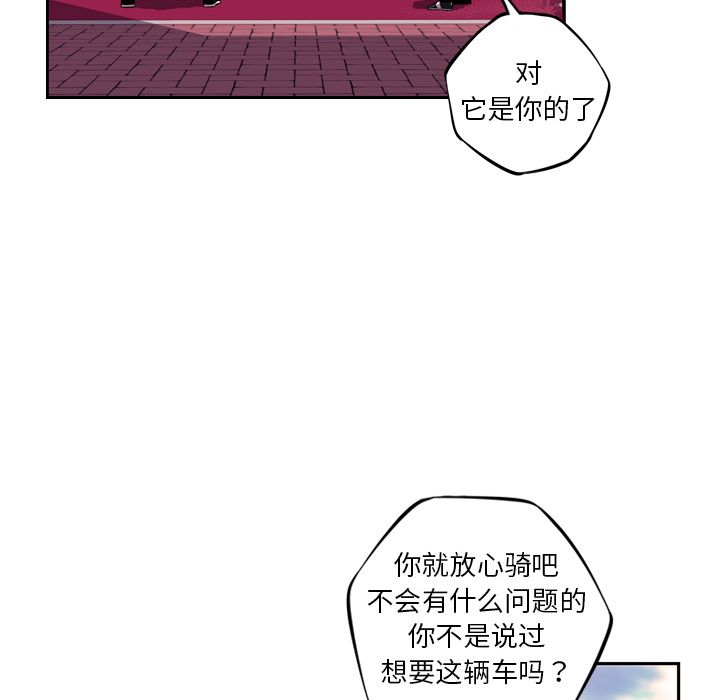 对
它是你的了
你就放心骑吧
不会有什么问题的
你不是说过
想要这辆车吗？